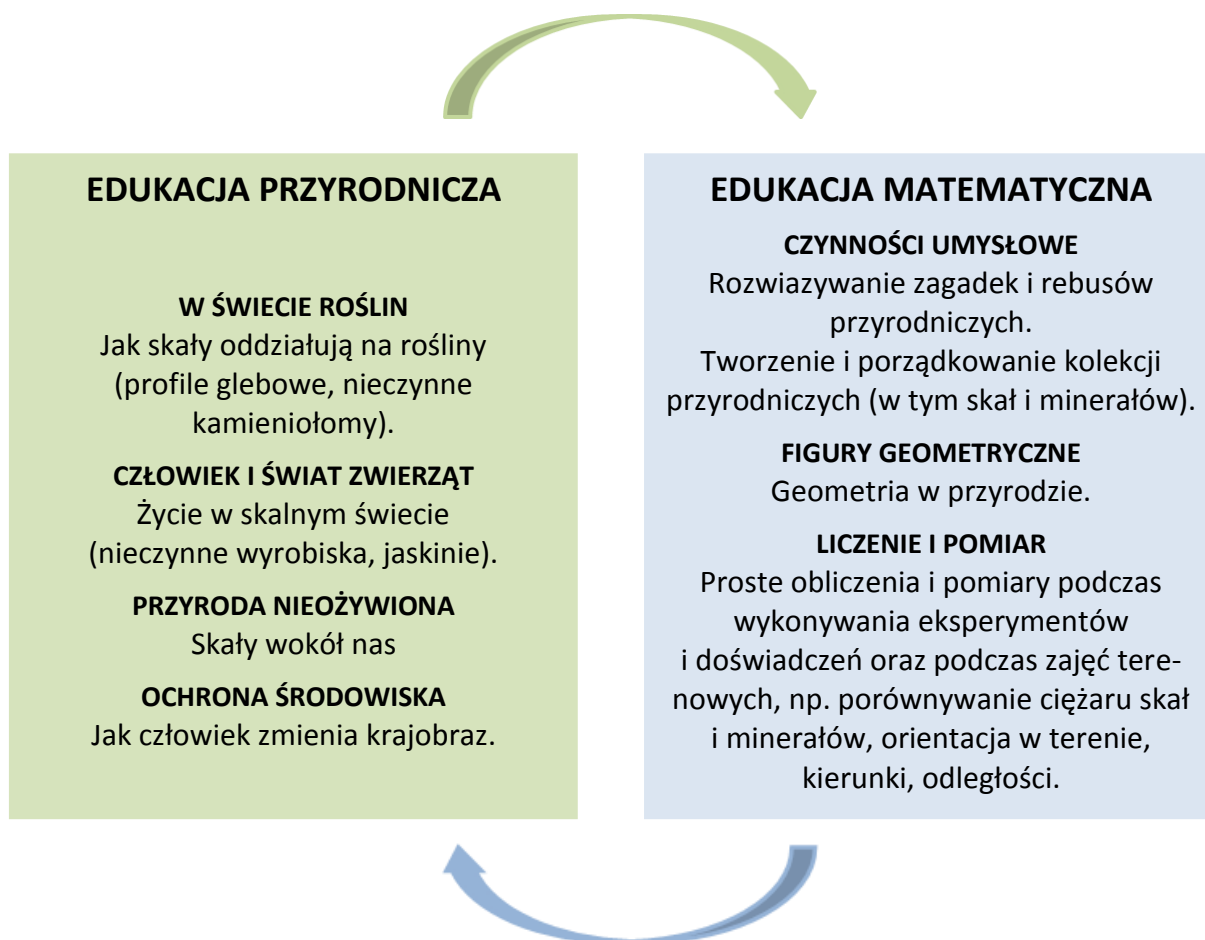 EDUKACJA PRZYRODNICZA
W ŚWIECIE ROŚLIN
Jak skały oddziałują na rośliny
(profile glebowe, nieczynne
kamieniołomy).
CZŁOWIEK I ŚWIAT ZWIERZĄT
Życie w skalnym świecie
(nieczynne wyrobiska, jaskinie).
PRZYRODA NIEOŻYWIONA
Skały wokół nas
OCHRONA ŚRODOWISKA
Jak człowiek zmienia krajobraz.
EDUKACJA MATEMATYCZNA
CZYNNOŚCI UMYSŁOWE
Rozwiazywanie zagadek i rebusów
przyrodniczych.
Tworzenie i porządkowanie kolekcji
przyrodniczych (w tym skał i minerałów).
FIGURY GEOMETRYCZNE
Geometria w przyrodzie.
LICZENIE I POMIAR
Proste obliczenia i pomiary podczas
wykonywania eksperymentów
i doświadczeń oraz podczas zajęć tere-
nowych, np. porównywanie ciężaru skał
i minerałów, orientacja w terenie,
kierunki, odległości.